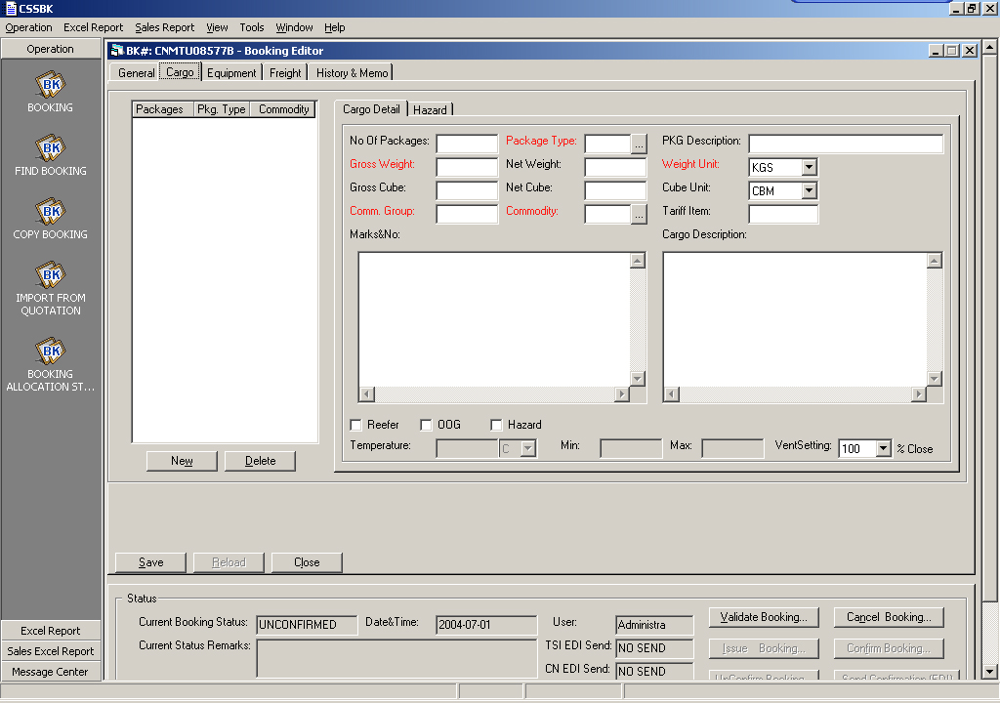 CSSBK
Operation Excel Report Sales Report View Tools Window Help
Operation
BK
BOOKING
BK
FIND BOOKING
BK
COPY BOOKING
BK
IMPORT FROM
QUOTATION
BK
BOOKING
ALLOCATION ST...
Excel Report
Sales Excel Report
Message Center
BK#: CNMTU08577B - Booking Editor
General Cargo Equipment Freight History & Memo
Packages Pkg. Type Commodity
New Delete
Cargo Detail Hazard
No Of Packages: Package Type: ... PKG Description:
Gross Weight: Net Weight: Weight Unit: KGS
Gross Cube: Net Cube: Cube Unit: CBM
Comm. Group: Commodity: ... Tariff Item:
Marks&No: Cargo Description:
Reefer OOG Hazard
Temperature: C Min: Max: VentSetting: 100 % Close
Save Reload Close
Status
Current Booking Status: UNCONFIRMED Date&Time: 2004-07-01 User: Administra Validate Booking... Cancel Booking...
Current Status Remarks: TSI EDI Send: NO SEND Issue Booking... Confirm Booking...
CN EDI Send: NO SEND UnConfirm Booking Send Confirmation (EDI)